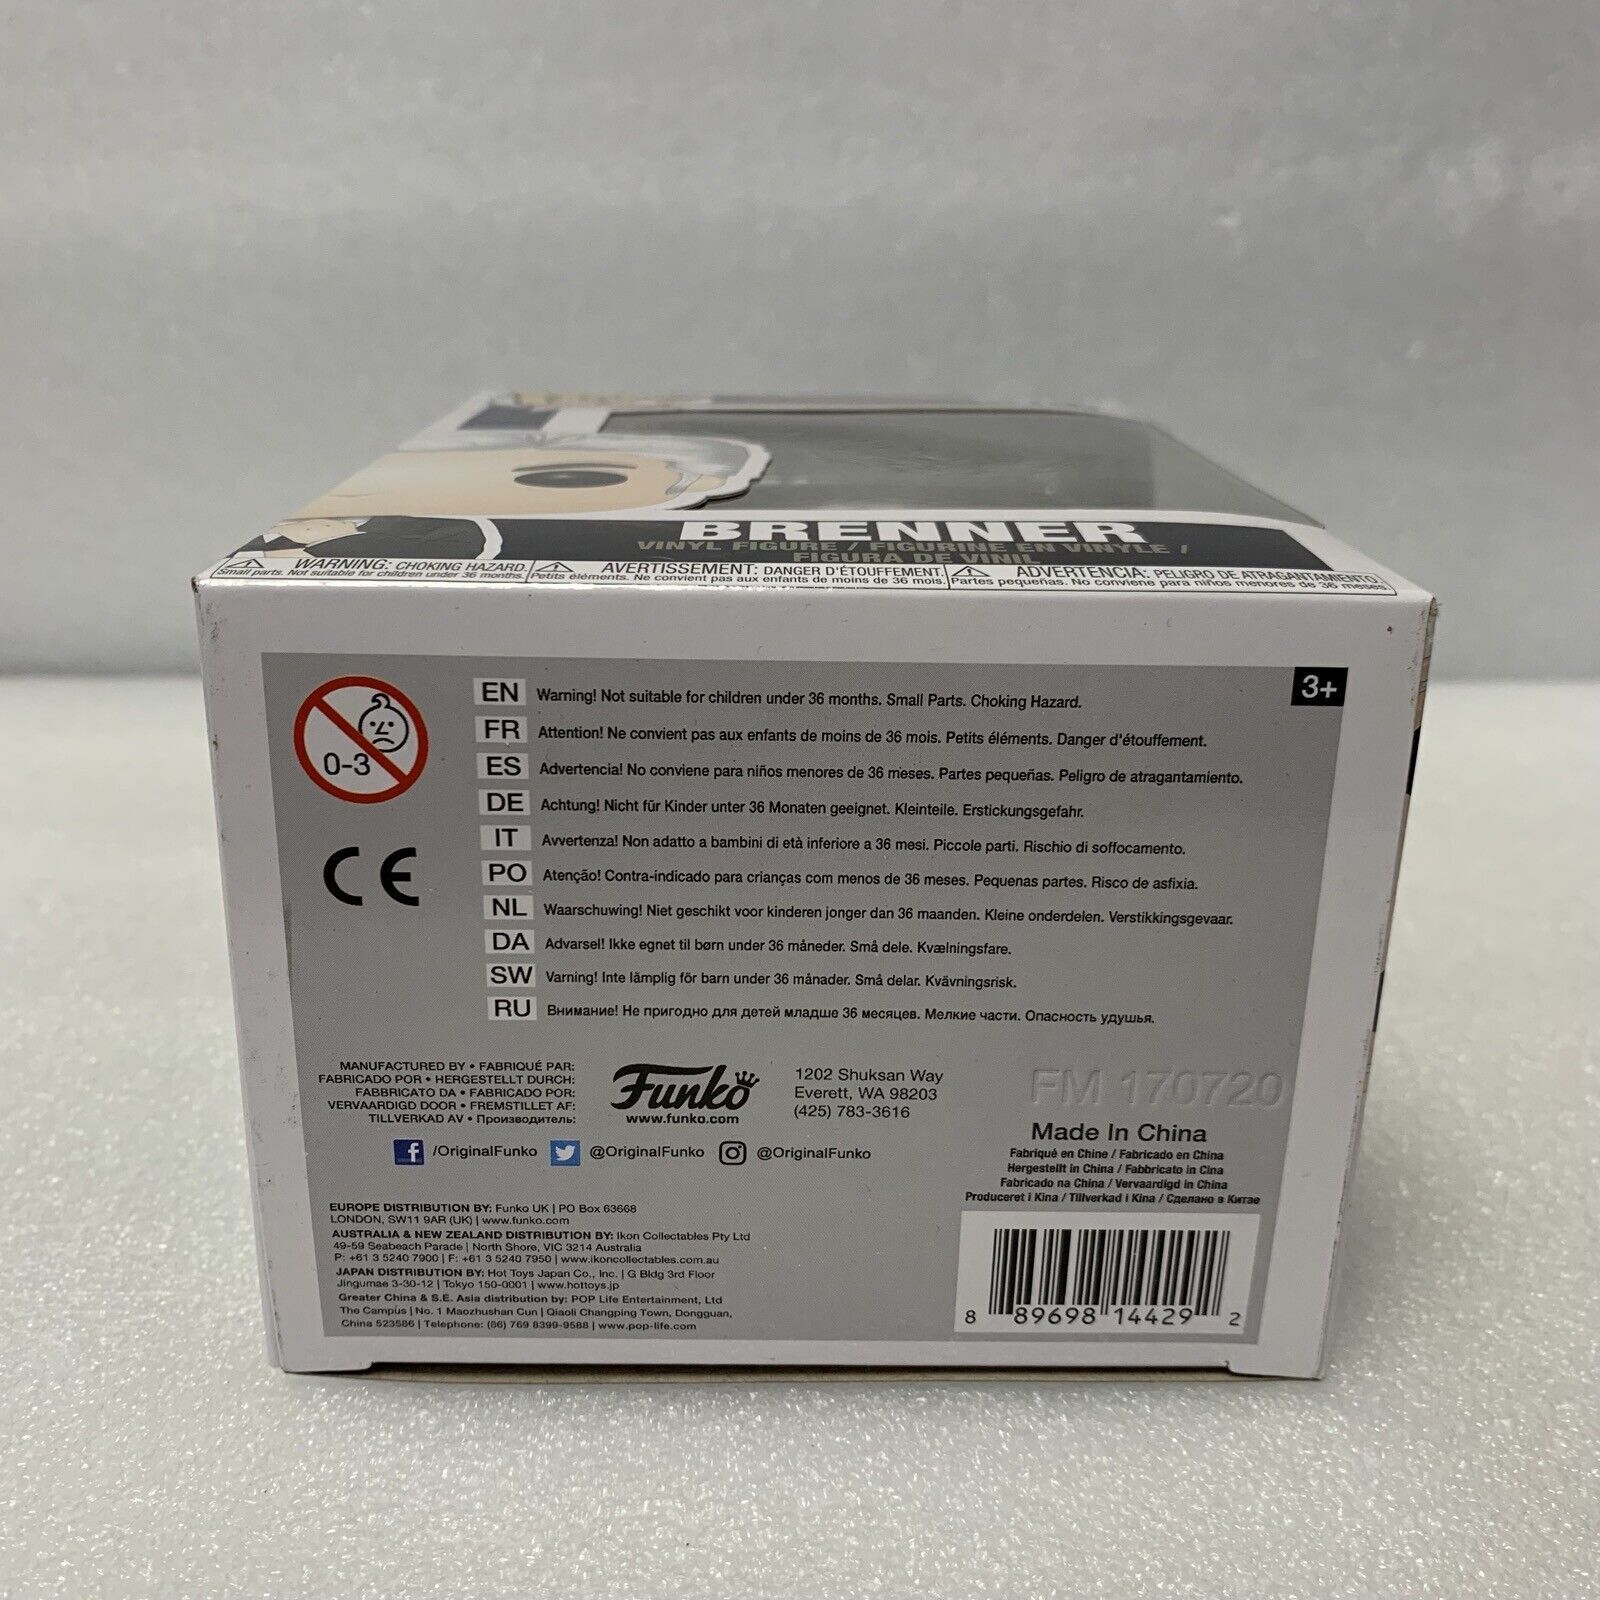 BRENNER
VINYL FIGURE / FIGURINE EN VINYLE /
FIGURA DE VINIL
WARNING: CHOKING HAZARD.
Small parts. Not suitable for children under 36 months.
AVERTISSEMENT: DANGER D'ÉTOUFFEMENT.
Petits éléments. Ne convient pas aux enfants de moins de 36 mois.
ADVERTENCIA: PELIGRO DE ATRAGANTAMIENTO.
Partes pequeñas. No conviene para niños menores de 36 meses.
3+
0-3
CE
EN Warning! Not suitable for children under 36 months. Small Parts. Choking Hazard.
FR Attention! Ne convient pas aux enfants de moins de 36 mois. Petits éléments. Danger d'étouffement.
ES Advertencia! No conviene para niños menores de 36 meses. Partes pequeñas. Peligro de atragantamiento.
DE Achtung! Nicht für Kinder unter 36 Monaten geeignet. Kleinteile. Erstickungsgefahr.
IT Avvertenza! Non adatto a bambini di età inferiore a 36 mesi. Piccole parti. Rischio di soffocamento.
PO Atenção! Contra-indicado para crianças com menos de 36 meses. Pequenas partes. Risco de asfixia.
NL Waarschuwing! Niet geschikt voor kinderen jonger dan 36 maanden. Kleine onderdelen. Verstikkingsgevaar.
DA Advarsel! Ikke egnet til børn under 36 måneder. Små dele. Kvælningsfare.
SW Varning! Inte lämplig för barn under 36 månader. Små delar. Kvävningsrisk.
RU Внимание! Не пригодно для детей младше 36 месяцев. Мелкие части. Опасность удушья.
MANUFACTURED BY • FABRIQUÉ PAR:
FABRICADO POR • HERGESTELLT DURCH:
FABBRICATO DA • FABRICADO POR:
VERVAARDIGD DOOR • FREMSTILLET AF:
TILLVERKAD AV • Производитель:
Funko
www.funko.com
1202 Shuksan Way
Everett, WA 98203
(425) 783-3616
FM 170720
/OriginalFunko @OriginalFunko @OriginalFunko
Made In China
Fabriqué en Chine / Fabricado en China
Hergestellt in China / Fabbricato in Cina
Fabricado na China / Vervaardigd in China
Produceret i Kina / Tillverkad i Kina / Сделано в Китае
EUROPE DISTRIBUTION BY: Funko UK | PO Box 63668
LONDON, SW11 9AR (UK) | www.funko.com
AUSTRALIA & NEW ZEALAND DISTRIBUTION BY: Ikon Collectables Pty Ltd
49-59 Seabeach Parade | North Shore, VIC 3214 Australia
P: +61 3 5240 7900 | F: +61 3 5240 7950 | www.ikoncollectables.com.au
JAPAN DISTRIBUTION BY: Hot Toys Japan Co., Inc. | G Bldg 3rd Floor
Jingumae 3-30-12 | Tokyo 150-0001 | www.hottoys.jp
Greater China & S.E. Asia distribution by: POP Life Entertainment, Ltd
The Campus | No. 1 Maozhushan Cun | Qiaoli Changping Town, Dongguan,
China 523586 | Telephone: (86) 769 8399-9588 | www.pop-life.com
8 89698 14429 2